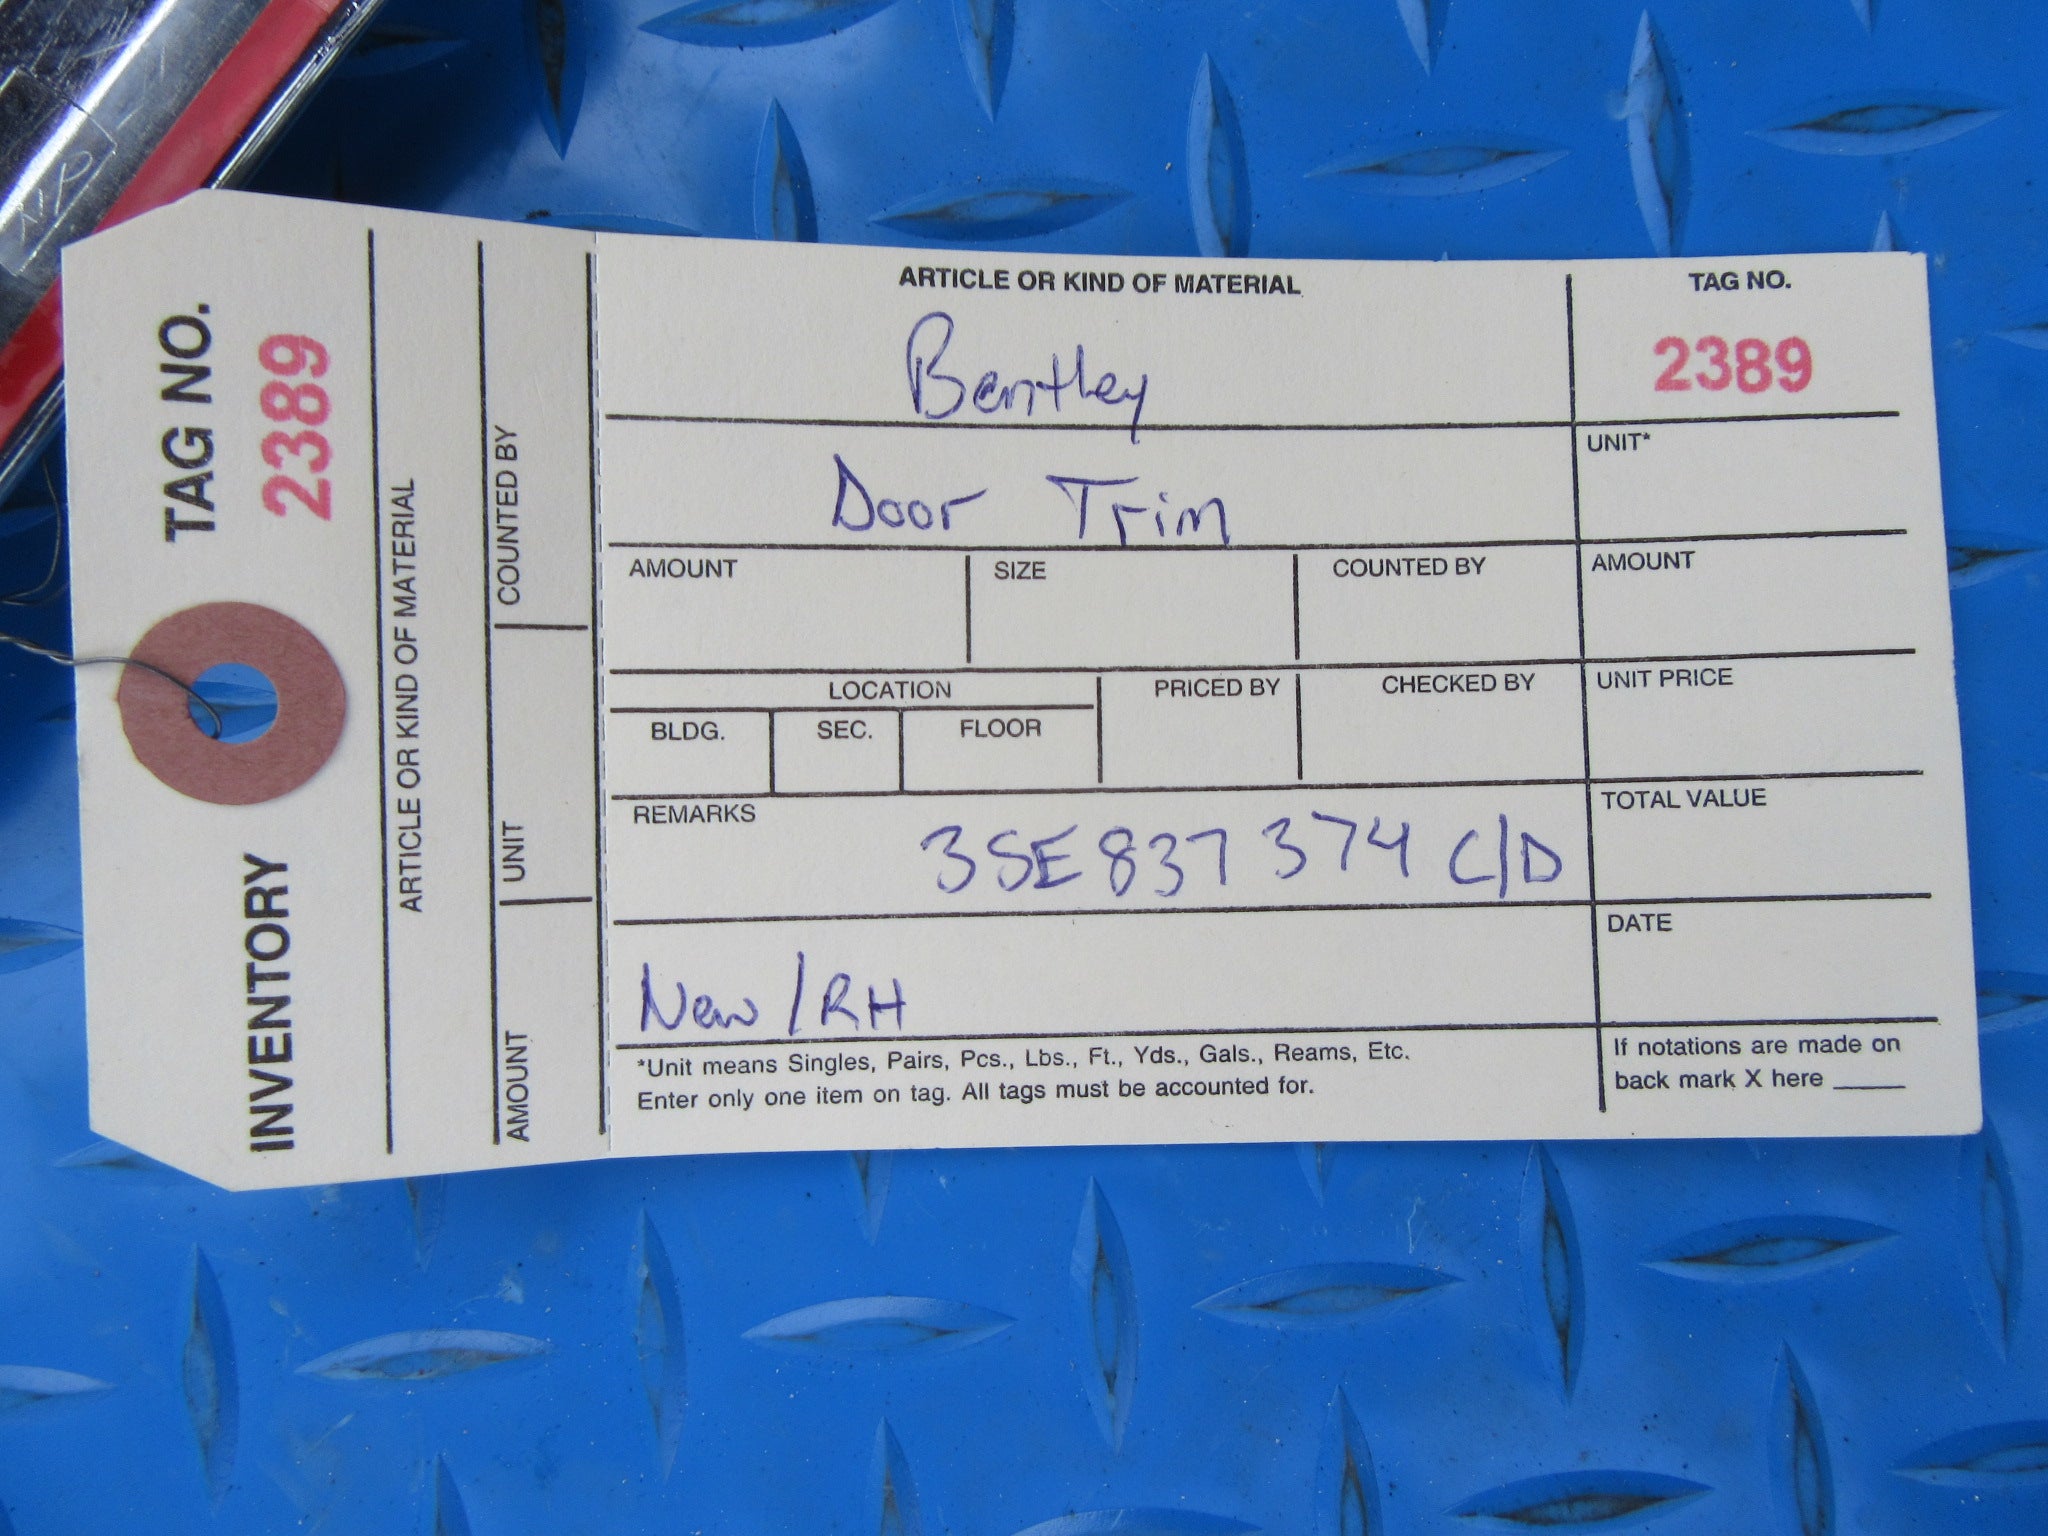 TAG NO.
2389
INVENTORY
ARTICLE OR KIND OF MATERIAL
COUNTED BY
UNIT
AMOUNT
ARTICLE OR KIND OF MATERIAL
Bentley
Door Trim
TAG NO.
2389
UNIT*
AMOUNT
SIZE
COUNTED BY
AMOUNT
LOCATION
BLDG.
SEC.
FLOOR
PRICED BY
CHECKED BY
UNIT PRICE
REMARKS
3SE837374 C/D
TOTAL VALUE
New / RH
DATE
*Unit means Singles, Pairs, Pcs., Lbs., Ft., Yds., Gals., Reams, Etc.
Enter only one item on tag. All tags must be accounted for.
If notations are made on
back mark X here ______